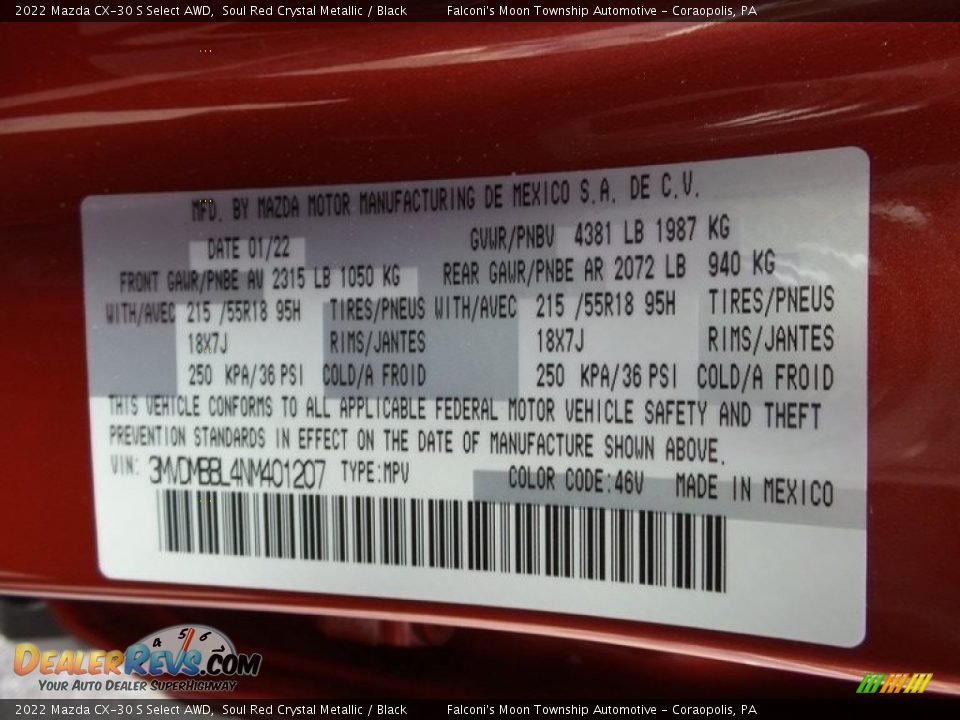 2022 Mazda CX-30 S Select AWD, Soul Red Crystal Metallic / Black Falconi's Moon Township Automotive - Coraopolis, PA
MFD. BY MAZDA MOTOR MANUFACTURING DE MEXICO S.A. DE C.V.
DATE 01/22 GVWR/PNBV 4381 LB 1987 KG
FRONT GAWR/PNBE AV 2315 LB 1050 KG REAR GAWR/PNBE AR 2072 LB 940 KG
WITH/AVEC 215 /55R18 95H TIRES/PNEUS WITH/AVEC 215 /55R18 95H TIRES/PNEUS
18X7J RIMS/JANTES 18X7J RIMS/JANTES
250 KPA/36 PSI COLD/A FROID 250 KPA/36 PSI COLD/A FROID
THIS VEHICLE CONFORMS TO ALL APPLICABLE FEDERAL MOTOR VEHICLE SAFETY AND THEFT
PREVENTION STANDARDS IN EFFECT ON THE DATE OF MANUFACTURE SHOWN ABOVE.
VIN: 3MVDMBBL4NM401207 TYPE:MPV COLOR CODE:46V MADE IN MEXICO
4 5 6
DEALERREVS.COM
YOUR AUTO DEALER SUPERHIGHWAY
2022 Mazda CX-30 S Select AWD, Soul Red Crystal Metallic / Black Falconi's Moon Township Automotive - Coraopolis, PA